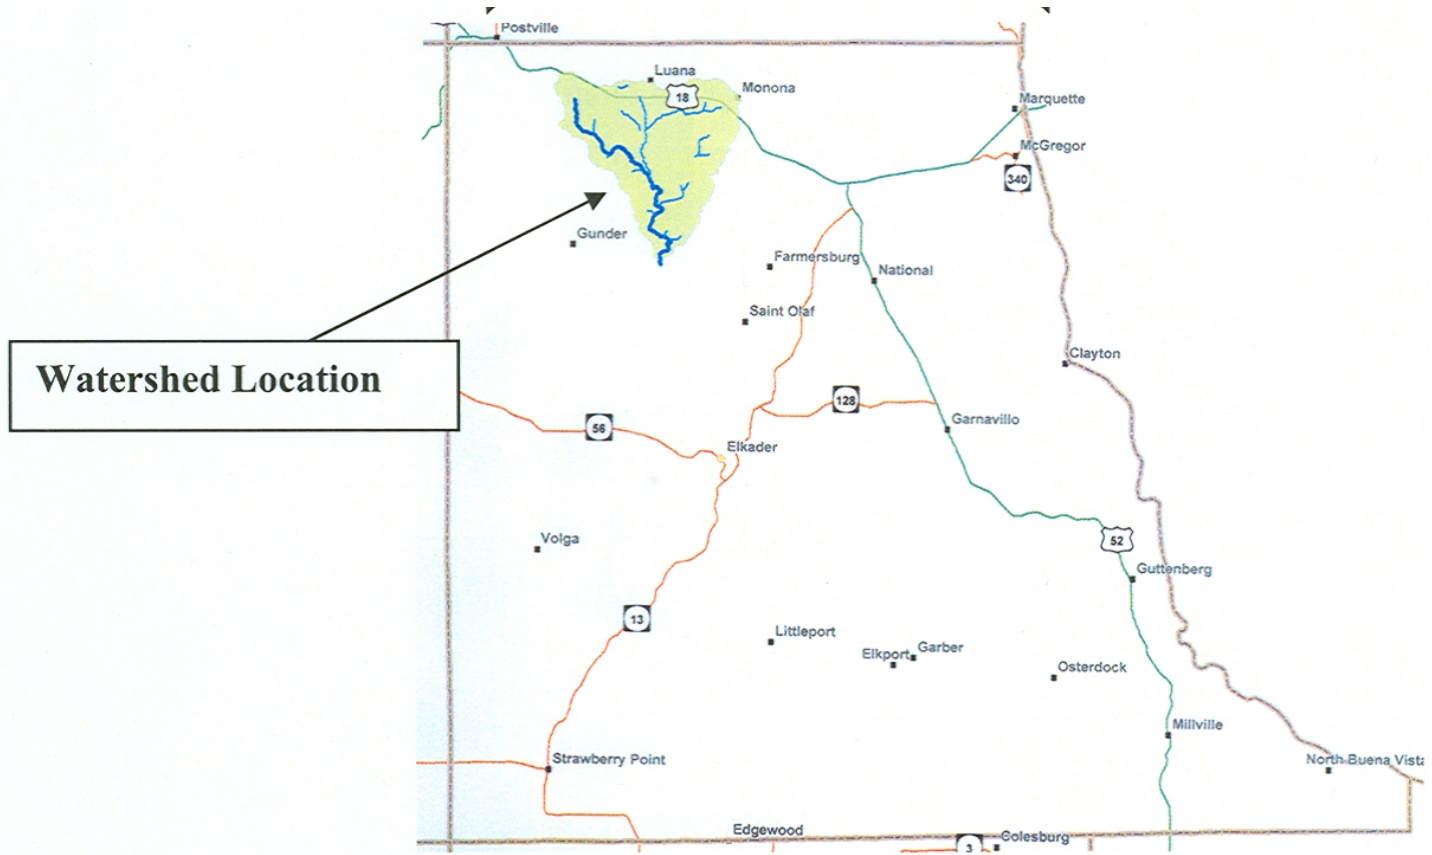 Postville
Luana
18
Monona
Marquette
McGregor
340
Gunder
Farmersburg
National
Saint Olaf
Clayton
Watershed Location
128
56
Garnavillo
Elkader
Volga
52
Guttenberg
13
Littleport
Elkport
Garber
Osterdock
Millville
Strawberry Point
North Buena Vista
Edgewood
Colesburg
3